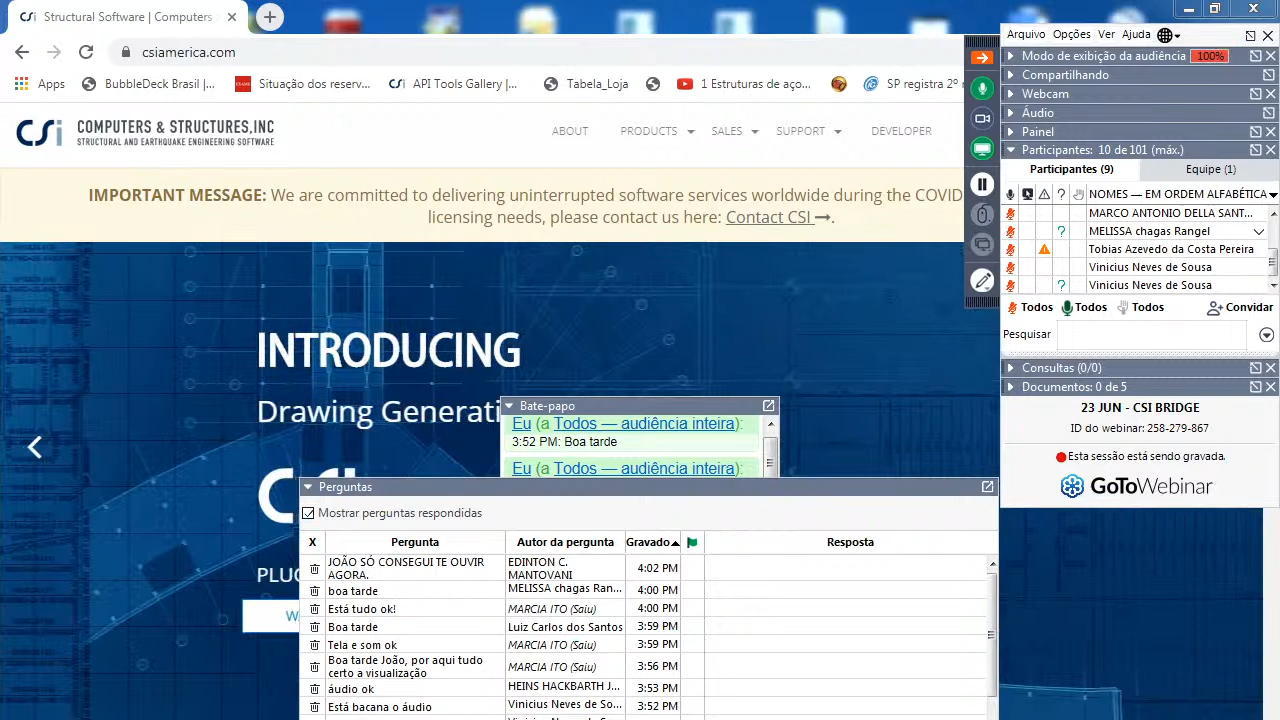 Structural Software | Computers
csiamerica.com
Apps
BubbleDeck Brasil |...
Situação dos reserv...
API Tools Gallery |...
Tabela_Loja
1 Estruturas de aço...
SP registra 2º
COMPUTERS & STRUCTURES, INC
STRUCTURAL AND EARTHQUAKE ENGINEERING SOFTWARE
ABOUT PRODUCTS SALES SUPPORT DEVELOPER
IMPORTANT MESSAGE: We are committed to delivering uninterrupted software services worldwide during the COVID
licensing needs, please contact us here: Contact CSI →.
INTRODUCING
Drawing Generati
PLUG
Bate-papo
Eu (a Todos — audiência inteira):
3:52 PM: Boa tarde
Eu (a Todos — audiência inteira):
Perguntas
Mostrar perguntas respondidas
X Pergunta Autor da pergunta Gravado Resposta
JOÃO SÓ CONSEGUI TE OUVIR AGORA. EDINTON C. MANTOVANI 4:02 PM
boa tarde MELISSA chagas Ran... 4:00 PM
Está tudo ok! MARCIA ITO (Saiu) 4:00 PM
Boa tarde Luiz Carlos dos Santos 3:59 PM
Tela e som ok MARCIA ITO (Saiu) 3:59 PM
Boa tarde João, por aqui tudo certo a visualização MARCIA ITO (Saiu) 3:56 PM
áudio ok HEINS HACKBARTH J... 3:53 PM
Esta bacano o áudio Vinicius Neves de So... 3:52 PM
Arquivo Opções Ver Ajuda
Modo de exibição da audiência 100%
Compartilhando
Webcam
Áudio
Painel
Participantes: 10 de 101 (máx.)
Participantes (9) Equipe (1)
NOMES — EM ORDEM ALFABÉTICA
MARCO ANTONIO DELLA SANT...
MELISSA chagas Rangel
Tobias Azevedo da Costa Pereira
Vinicius Neves de Sousa
Vinicius Neves de Sousa
Todos Todos Todos Convidar
Pesquisar
Consultas (0/0)
Documentos: 0 de 5
23 JUN - CSI BRIDGE
ID do webinar: 258-279-867
Esta sessão está sendo gravada.
GoToWebinar